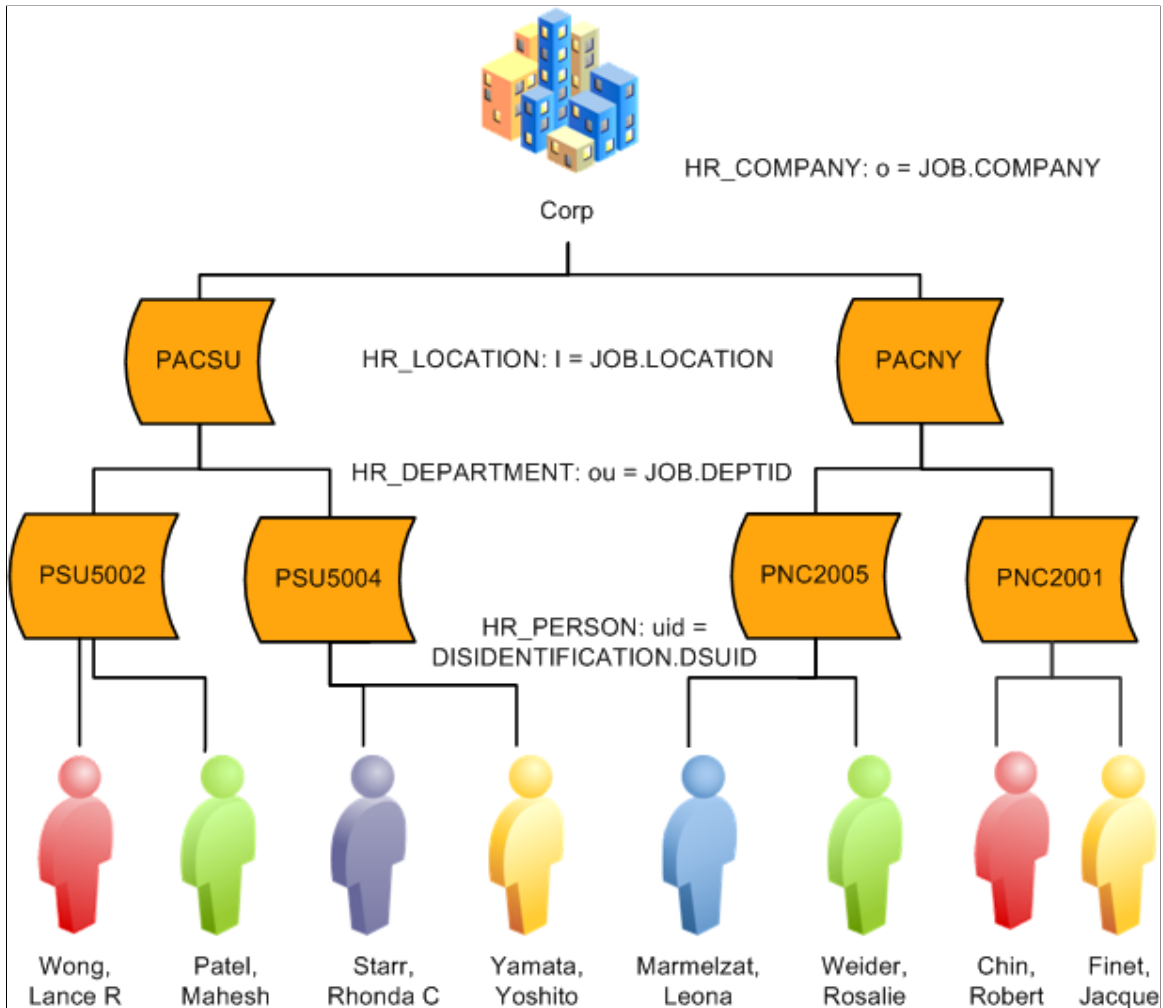 HR_COMPANY: o = JOB.COMPANY
Corp
PACSU
HR_LOCATION: l = JOB.LOCATION
PACNY
HR_DEPARTMENT: ou = JOB.DEPTID
PSU5002
PSU5004
PNC2005
PNC2001
HR_PERSON: uid =
DISIDENTIFICATION.DSUID
Wong,
Lance R
Patel,
Mahesh
Starr,
Rhonda C
Yamata,
Yoshito
Marmelzat,
Leona
Weider,
Rosalie
Chin,
Robert
Finet,
Jacque